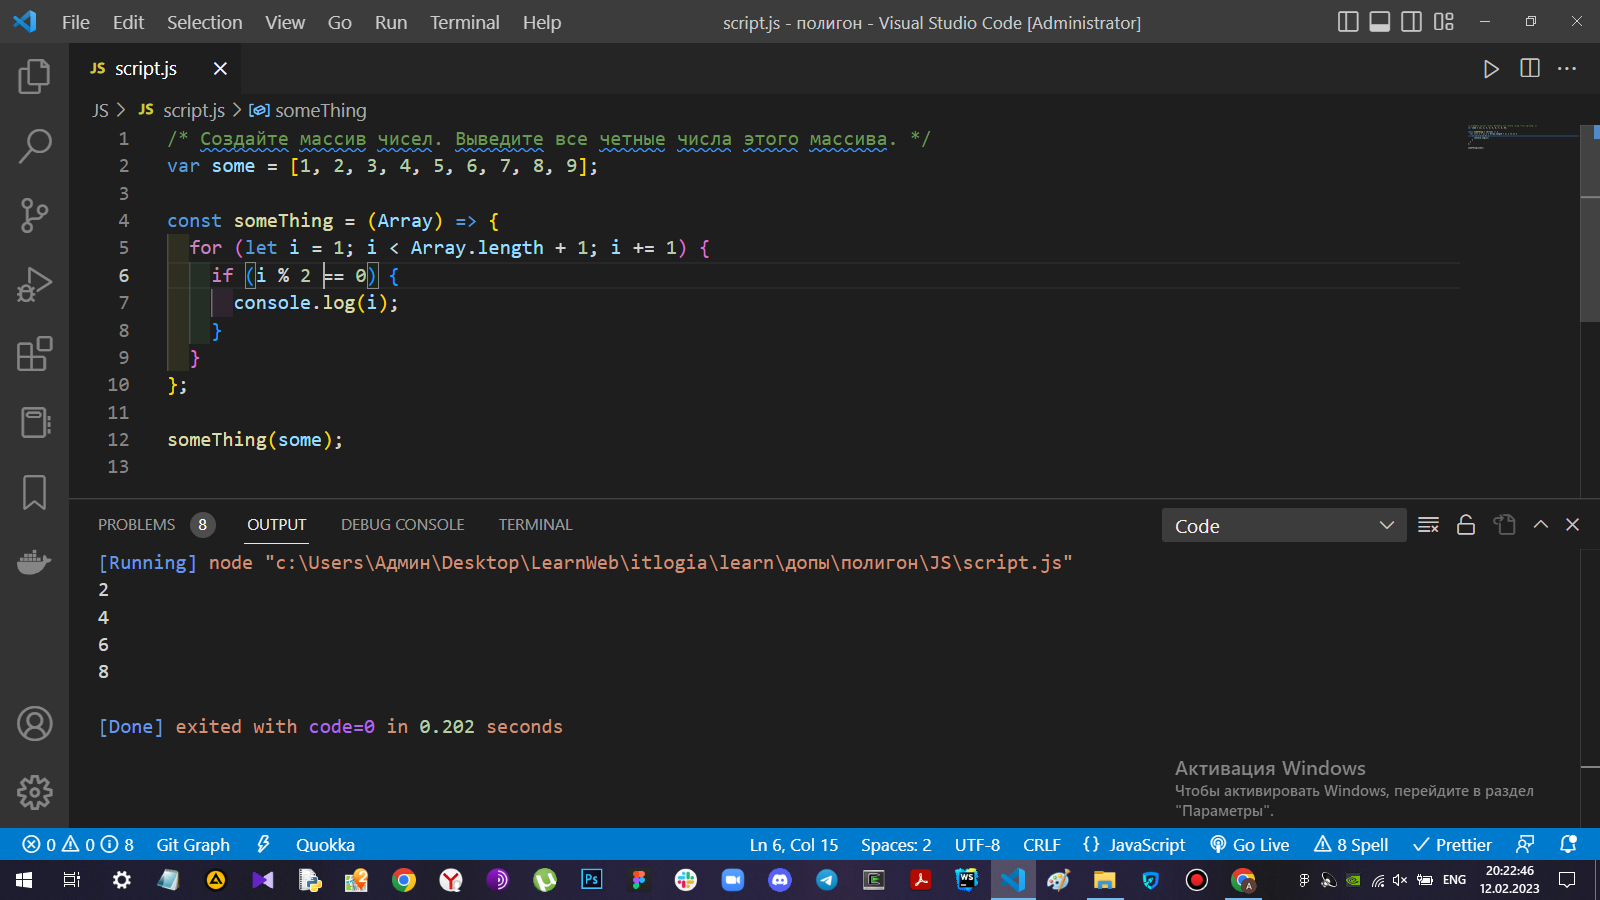 File Edit Selection View Go Run Terminal Help script.js - полигон - Visual Studio Code [Administrator]
JS script.js
JS script.js someThing
1 /* Создайте массив чисел. Выведите все четные числа этого массива. */
2 var some = [1, 2, 3, 4, 5, 6, 7, 8, 9];
3
4 const someThing = (Array) => {
5 for (let i = 1; i < Array.length + 1; i += 1) {
6 if (i % 2 == 0) {
7 console.log(i);
8 }
9 }
10 };
11
12 someThing(some);
13
PROBLEMS 8 OUTPUT DEBUG CONSOLE TERMINAL Code
[Running] node "c:\Users\Админ\Desktop\LearnWeb\itlogia\learn\допы\полигон\JS\script.js"
2
4
6
8
[Done] exited with code=0 in 0.202 seconds
Активация Windows
Чтобы активировать Windows, перейдите в раздел
"Параметры".
0 0 8 Git Graph Quokka Ln 6, Col 15 Spaces: 2 UTF-8 CRLF {} JavaScript Go Live 8 Spell Prettier
Ps WS A ENG 20:22:46
12.02.2023